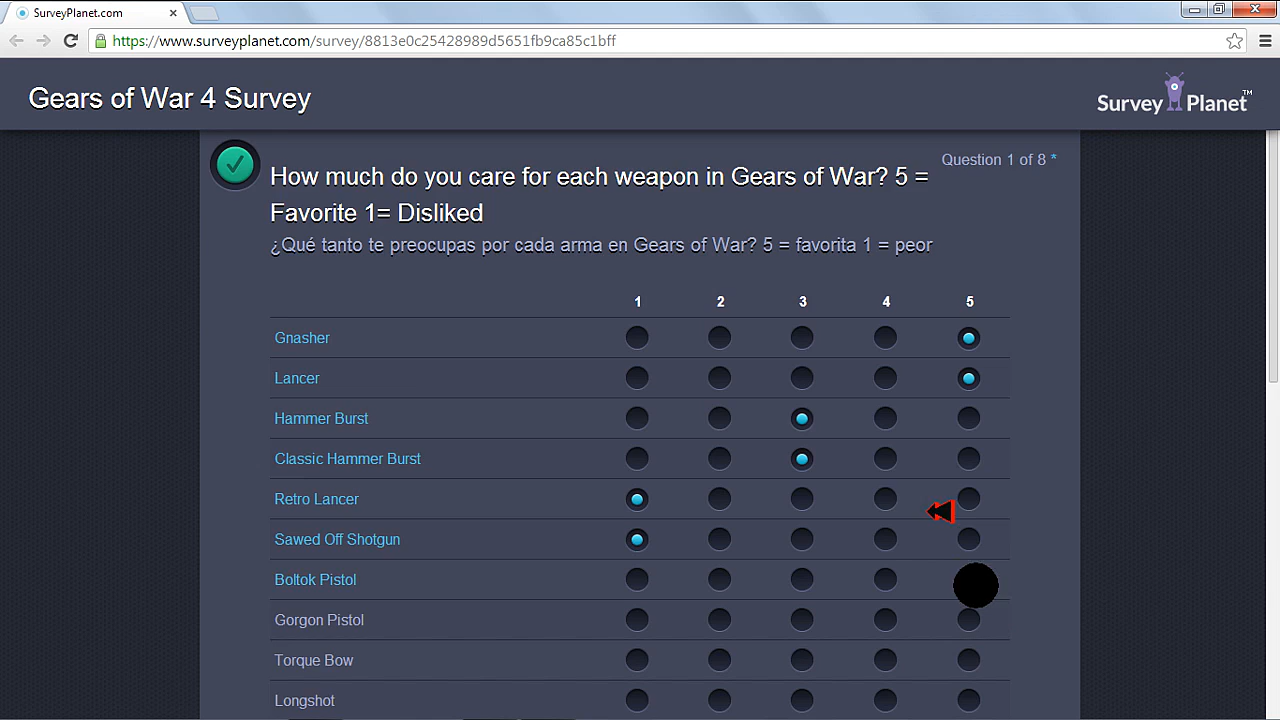 SurveyPlanet.com
https://www.surveyplanet.com/survey/8813e0c25428989d5651fb9ca85c1bff
Gears of War 4 Survey
Survey Planet™
Question 1 of 8 *
How much do you care for each weapon in Gears of War? 5 =
Favorite 1= Disliked
¿Qué tanto te preocupas por cada arma en Gears of War? 5 = favorita 1 = peor
1 2 3 4 5
Gnasher
Lancer
Hammer Burst
Classic Hammer Burst
Retro Lancer
Sawed Off Shotgun
Boltok Pistol
Gorgon Pistol
Torque Bow
Longshot